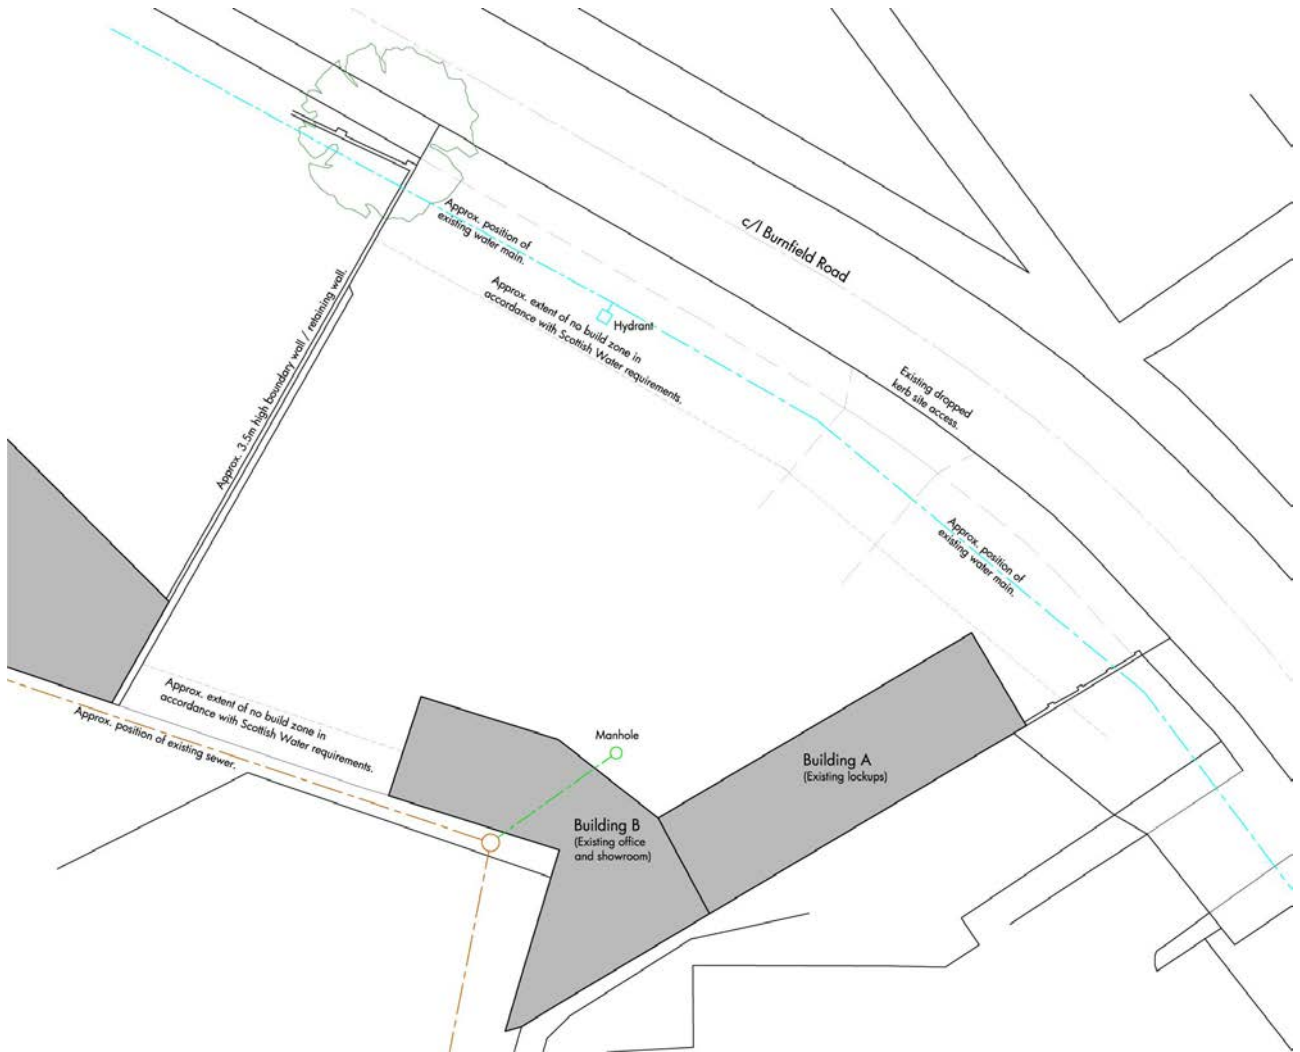 Approx. position of
existing water main.
c/l Burnfield Road
Approx. extent of no build zone in
accordance with Scottish Water requirements.
Hydrant
Approx. 3.5m high boundary wall / retaining wall.
Existing dropped
kerb site access.
Approx. position of
existing water main.
Approx. extent of no build zone in
accordance with Scottish Water requirements.
Approx. position of existing sewer.
Manhole
Building A
(Existing lockups)
Building B
(Existing office
and showroom)